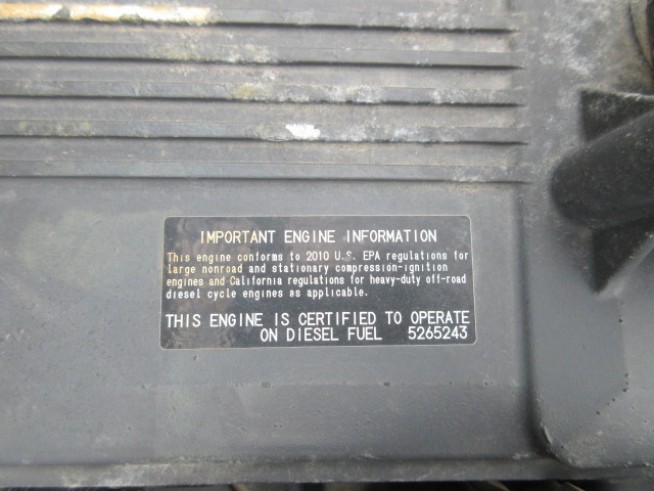 IMPORTANT ENGINE INFORMATION
This engine conforms to 2010 U.S. EPA regulations for
large nonroad and stationary compression-ignition
engines and California regulations for heavy-duty off-road
diesel cycle engines as applicable.
THIS ENGINE IS CERTIFIED TO OPERATE
ON DIESEL FUEL 5265243